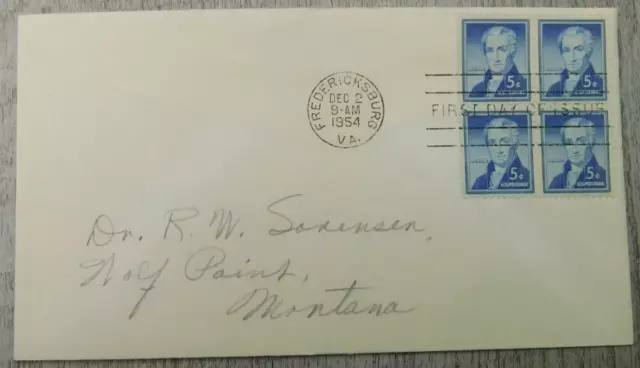 FREDERICKSBURG
DEC 2
9-AM
1954
VA.
FIRST DAY OF ISSUE
5¢
5¢
5¢
5¢
U.S. POSTAGE
Dr. R. W. Sorensen,
Wolf Point,
Montana